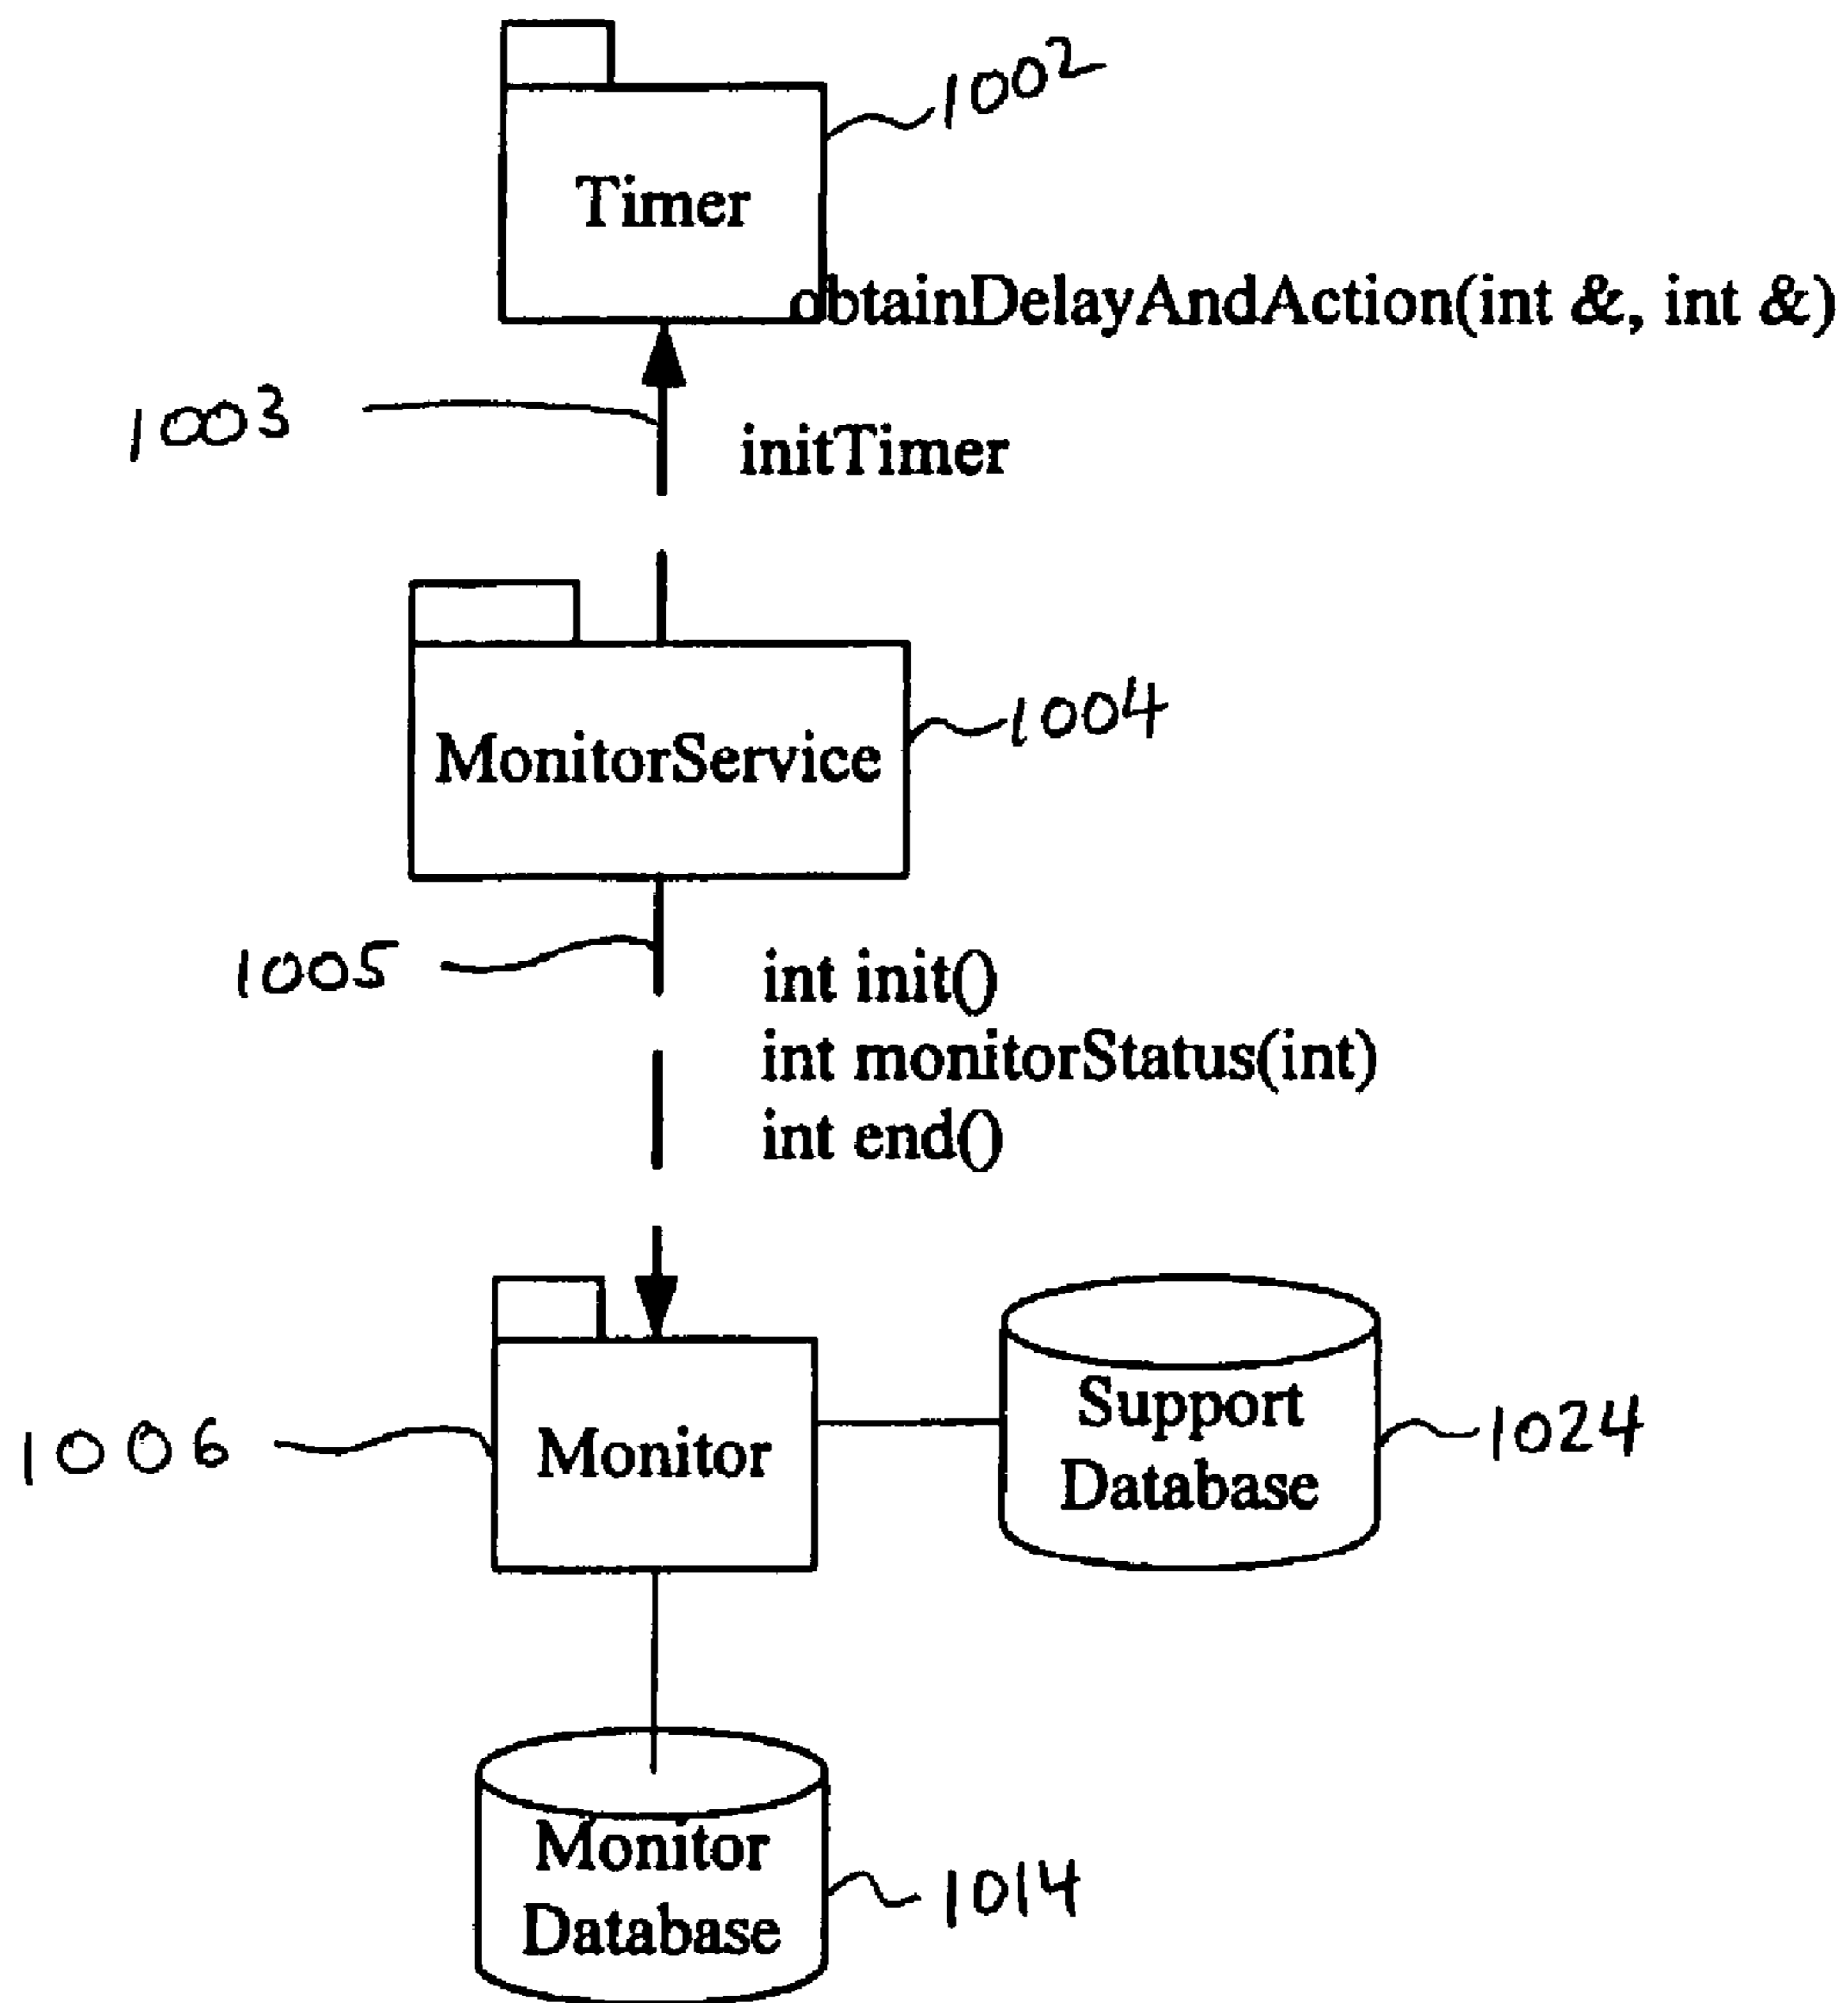 1002
Timer
obtainDelayAndAction(int &, int &)
1003
initTimer
MonitorService
1004
1005
int init()
int monitorStatus(int)
int end()
1006
Monitor
Support
Database
1024
Monitor
Database
1014